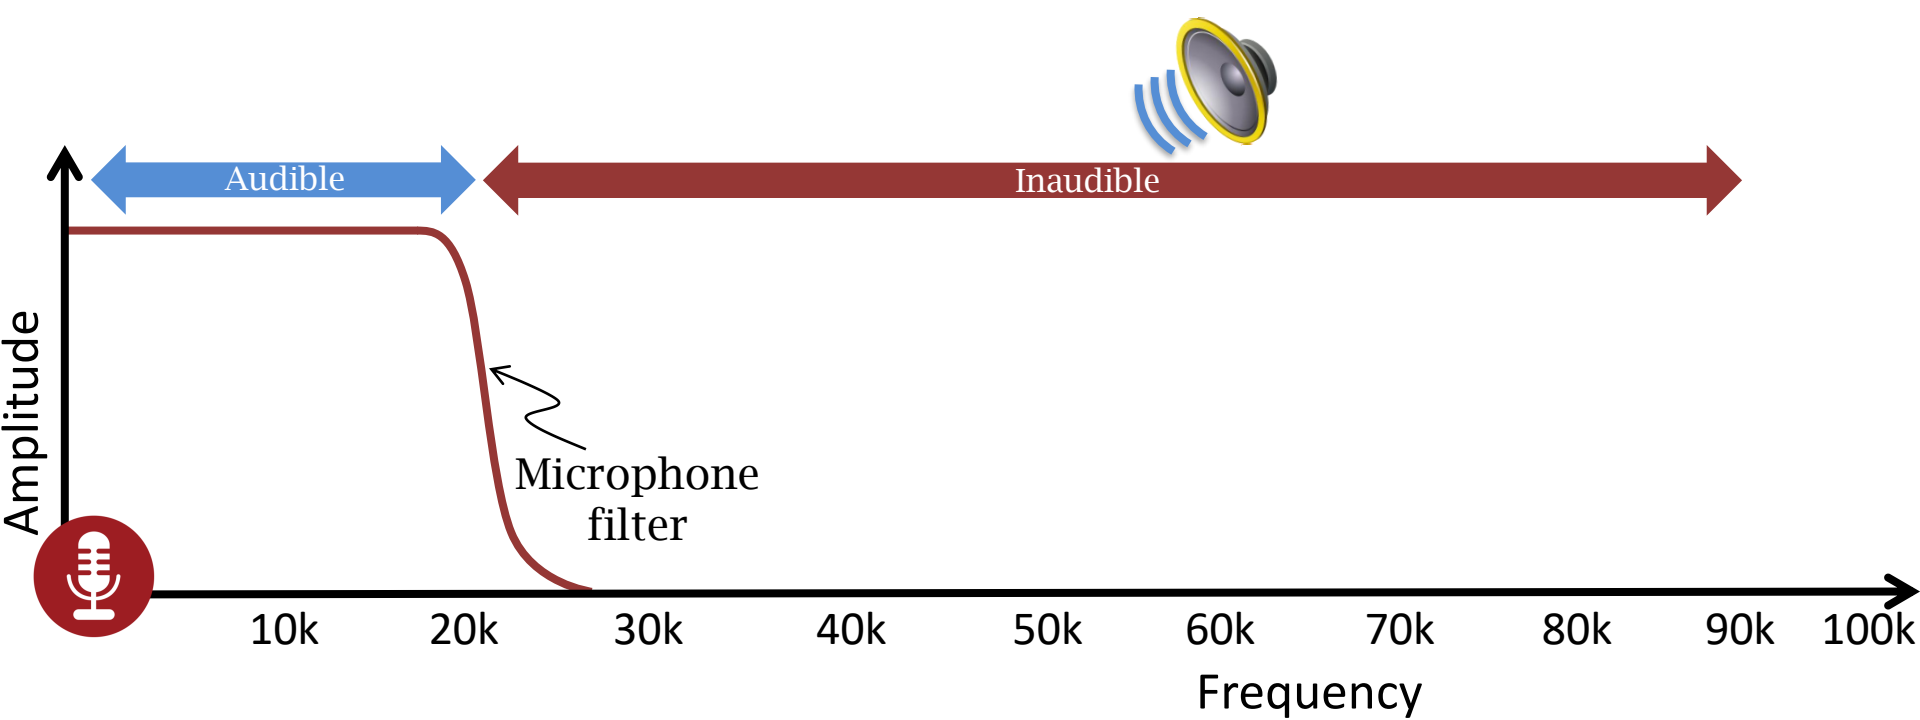 Audible
Inaudible
Amplitude
Microphone
filter
10k 20k 30k 40k 50k 60k 70k 80k 90k 100k
Frequency